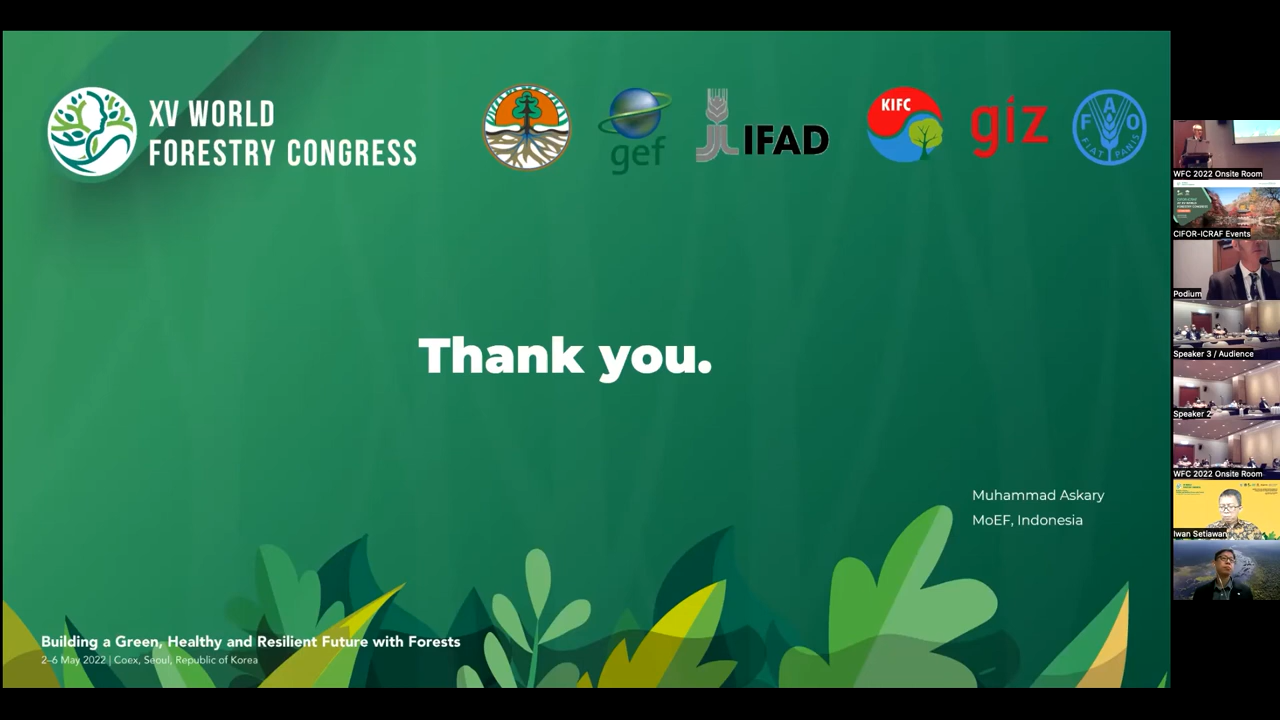 XV WORLD
FORESTRY CONGRESS
gef
IFAD
KIFC
giz
F A O
FIAT PANIS
Thank you.
Muhammad Askary
MoEF, Indonesia
Building a Green, Healthy and Resilient Future with Forests
2–6 May 2022 | Coex, Seoul, Republic of Korea
WFC 2022 Onsite Room
CIFOR-ICRAF Events
Podium
Speaker 3 / Audience
Speaker 2
WFC 2022 Onsite Room
Iwan Setiawan